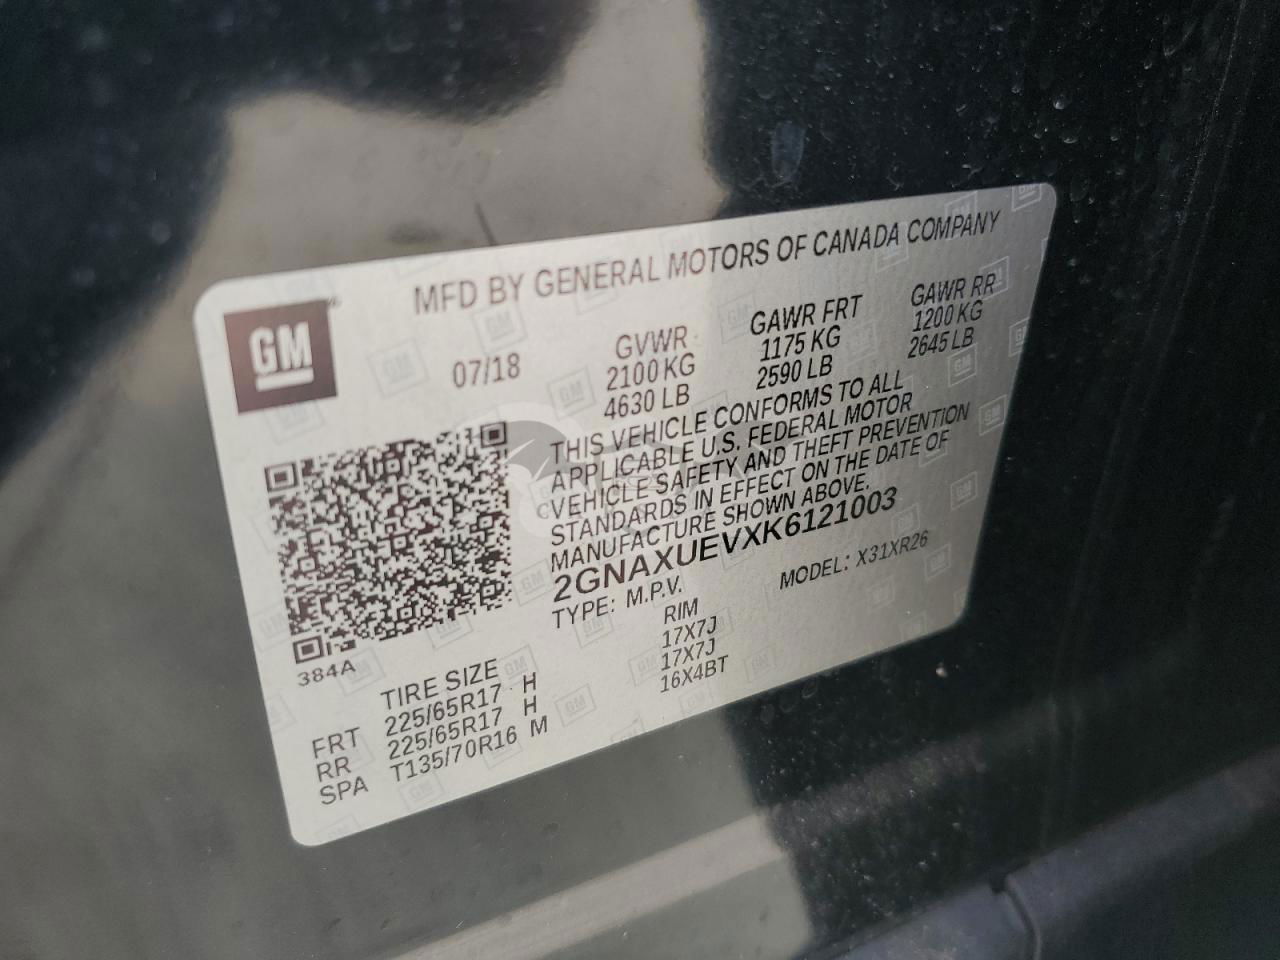 MFD BY GENERAL MOTORS OF CANADA COMPANY
GM
07/18
GVWR
2100 KG
4630 LB
GAWR FRT
1175 KG
2590 LB
GAWR RR
1200 KG
2645 LB
THIS VEHICLE CONFORMS TO ALL
APPLICABLE U.S. FEDERAL MOTOR
VEHICLE SAFETY AND THEFT PREVENTION
STANDARDS IN EFFECT ON THE DATE OF
MANUFACTURE SHOWN ABOVE.
2GNAXUEVXK6121003
TYPE: M.P.V.
MODEL: X31XR26
384A
TIRE SIZE RIM
FRT 225/65R17 H 17X7J
RR 225/65R17 H 17X7J
SPA T135/70R16 M 16X4BT